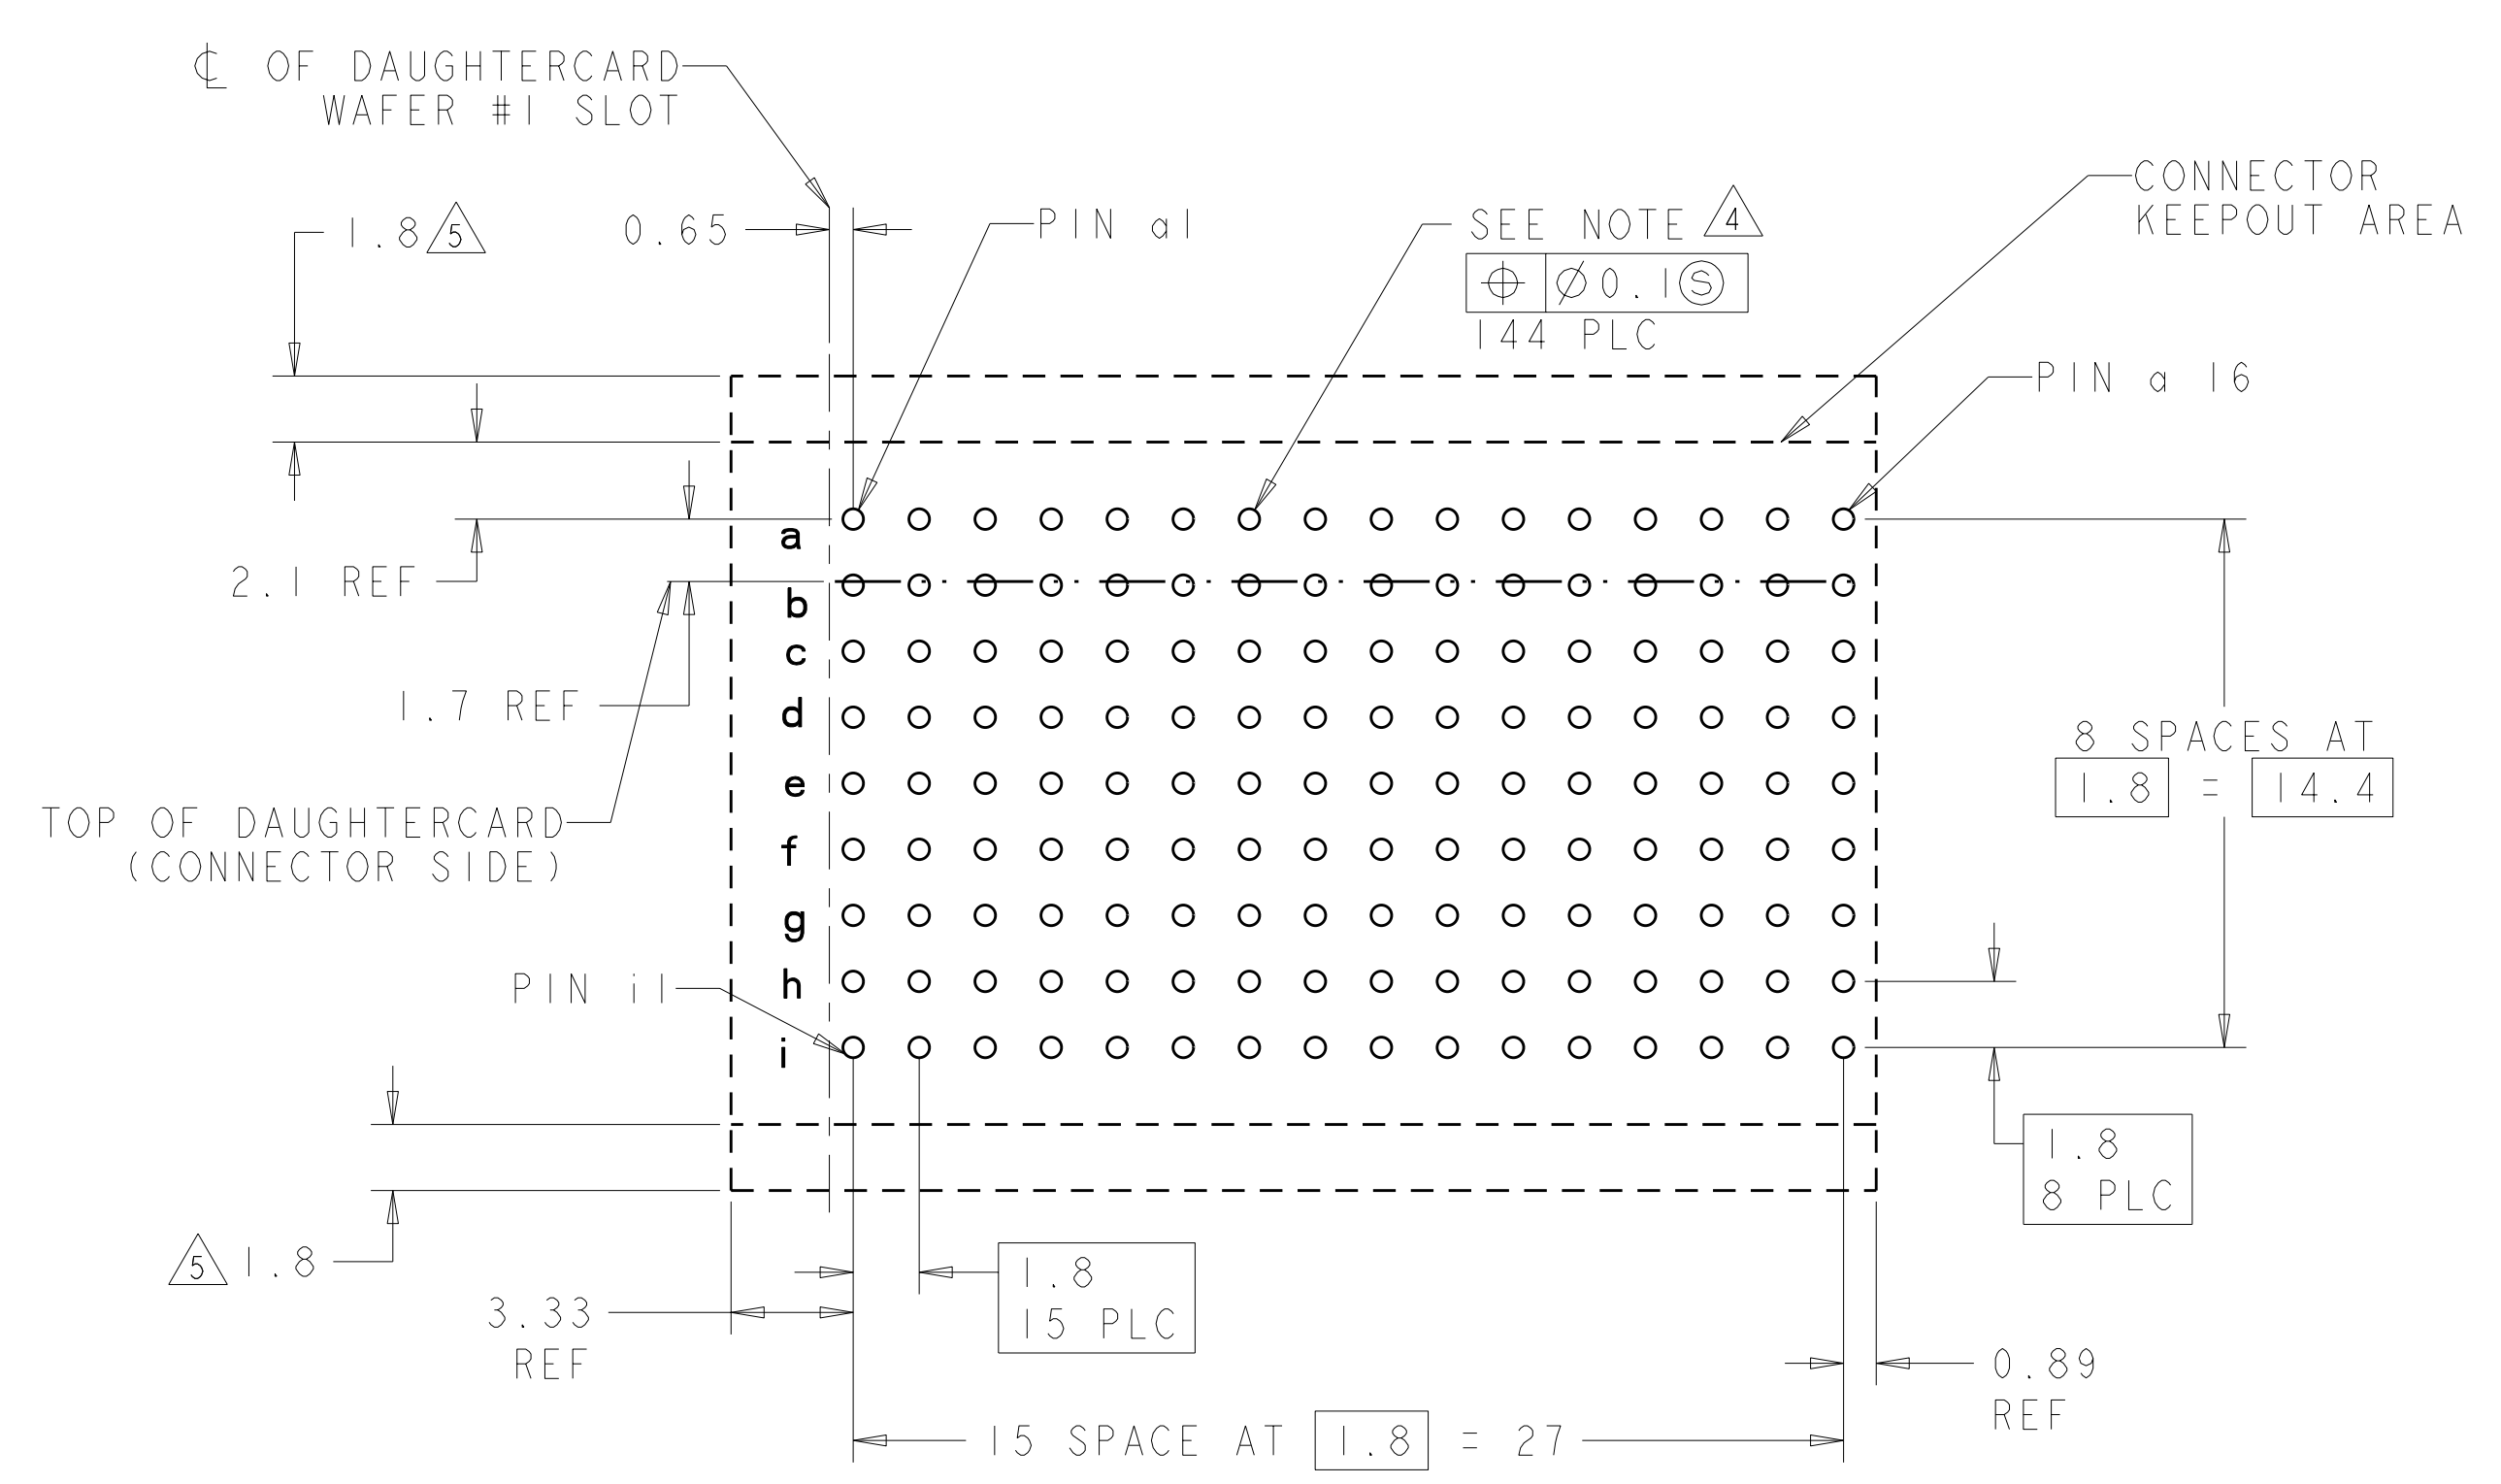 ℄ OF DAUGHTERCARD
WAFER #1 SLOT
CONNECTOR
KEEPOUT AREA
1.8 5
0.65
PIN a1
SEE NOTE 4
⌖ ⌀0.1Ⓢ
144 PLC
PIN a 16
a
2.1 REF
b
c
1.7 REF
d
8 SPACES AT
1.8 = 14.4
e
TOP OF DAUGHTERCARD
(CONNECTOR SIDE)
f
g
PIN i1
h
i
1.8
8 PLC
5 1.8
1.8
15 PLC
3.33
REF
0.89
REF
15 SPACE AT 1.8 = 27